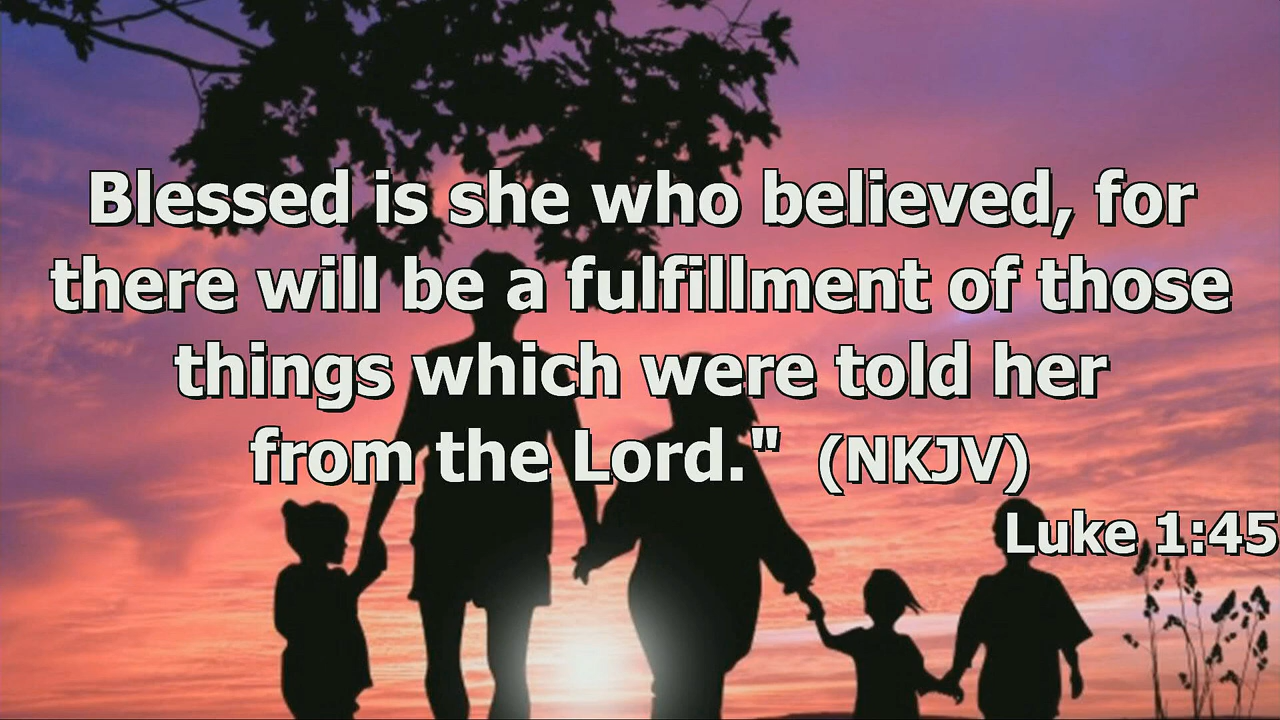 Blessed is she who believed, for
there will be a fulfillment of those
things which were told her
from the Lord." (NKJV)
Luke 1:45